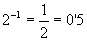 2⁻¹ = 1/2 = 0'5